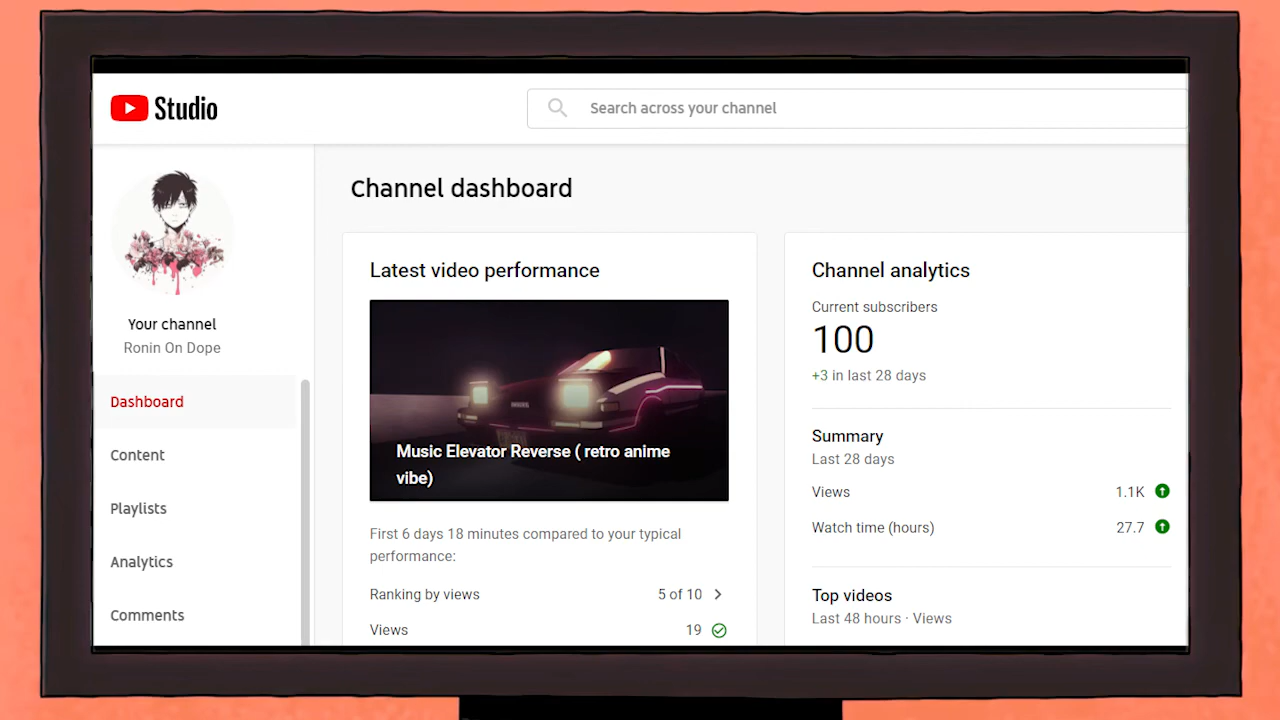 Studio
Search across your channel
Your channel
Ronin On Dope
Dashboard
Content
Playlists
Analytics
Comments
Channel dashboard
Latest video performance
Music Elevator Reverse ( retro anime
vibe)
First 6 days 18 minutes compared to your typical
performance:
Ranking by views 5 of 10
Views 19
Channel analytics
Current subscribers
100
+3 in last 28 days
Summary
Last 28 days
Views 1.1K
Watch time (hours) 27.7
Top videos
Last 48 hours · Views